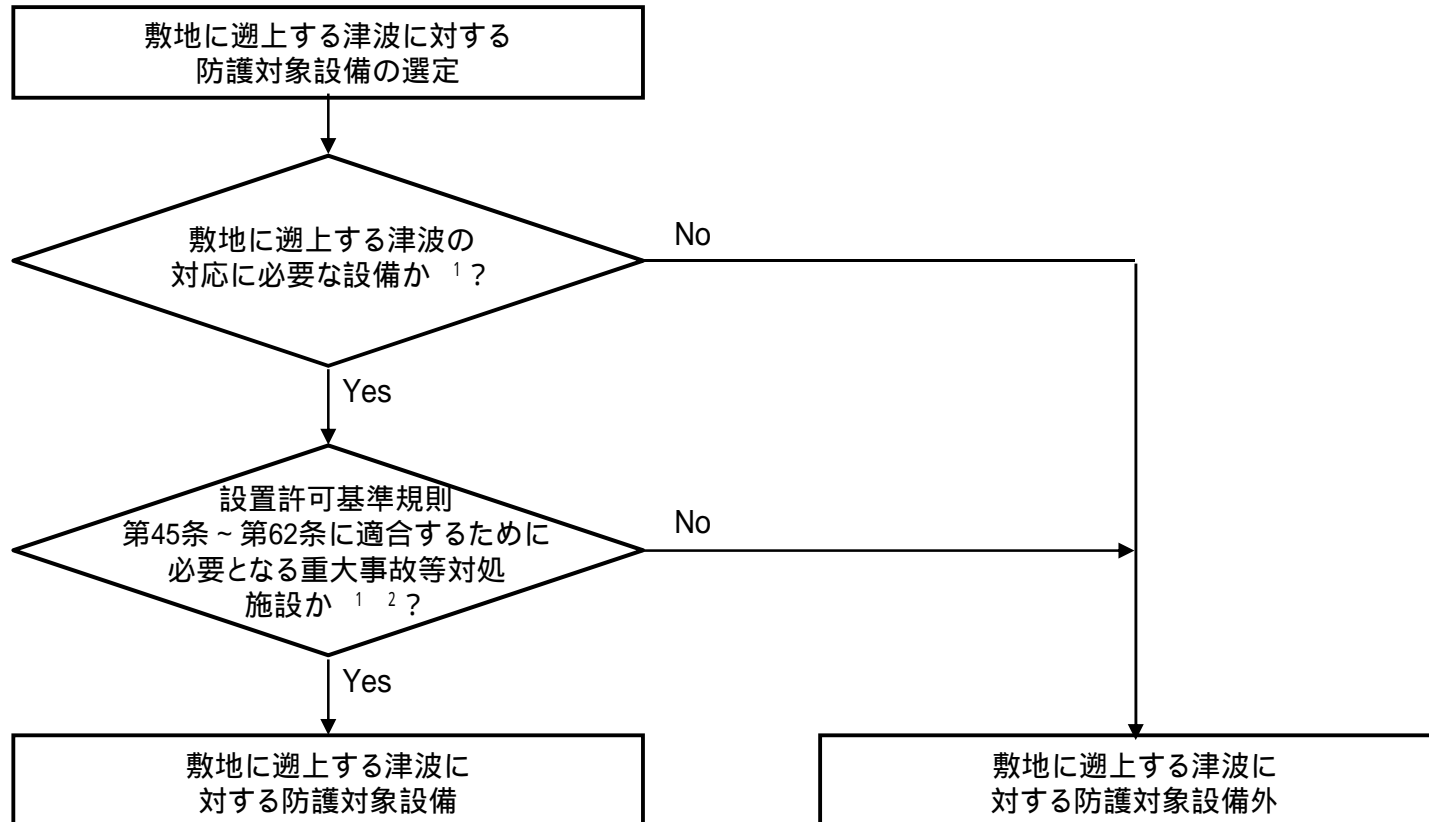 敷地に遡上する津波に対する
防護対象設備の選定
敷地に遡上する津波の
対応に必要な設備か 1?
No
Yes
設置許可基準規則
第45条~第62条に適合するために
必要となる重大事故等対処
施設か 1 2?
No
Yes
敷地に遡上する津波に
対する防護対象設備
敷地に遡上する津波に
対する防護対象設備外